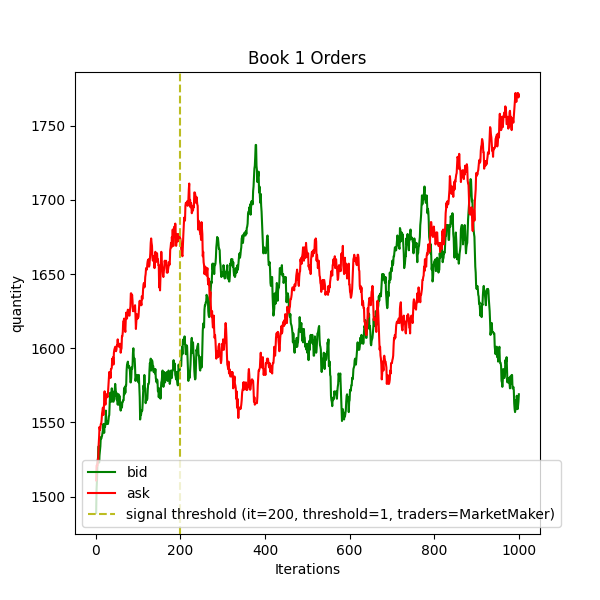 Book 1 Orders
quantity
1750
1700
1650
1600
1550
1500
bid
ask
signal threshold (it=200, threshold=1, traders=MarketMaker)
0 200 400 600 800 1000
Iterations